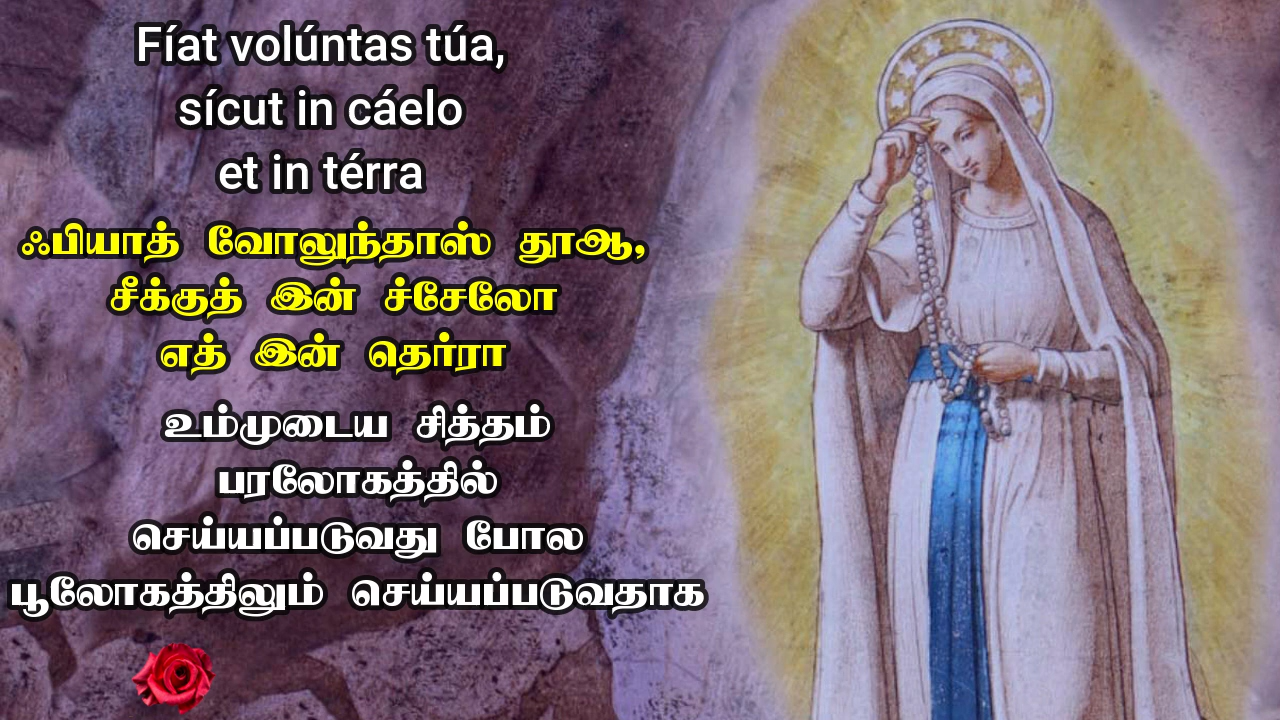 Fíat volúntas túa,
sícut in cáelo
et in térra
ஃபியாத் வோலுந்தாஸ் தூஆ,
சீக்குத் இன் ச்சேலோ
எத் இன் தெர்ரா
உம்முடைய சித்தம்
பரலோகத்தில்
செய்யப்படுவது போல
பூலோகத்திலும் செய்யப்படுவதாக